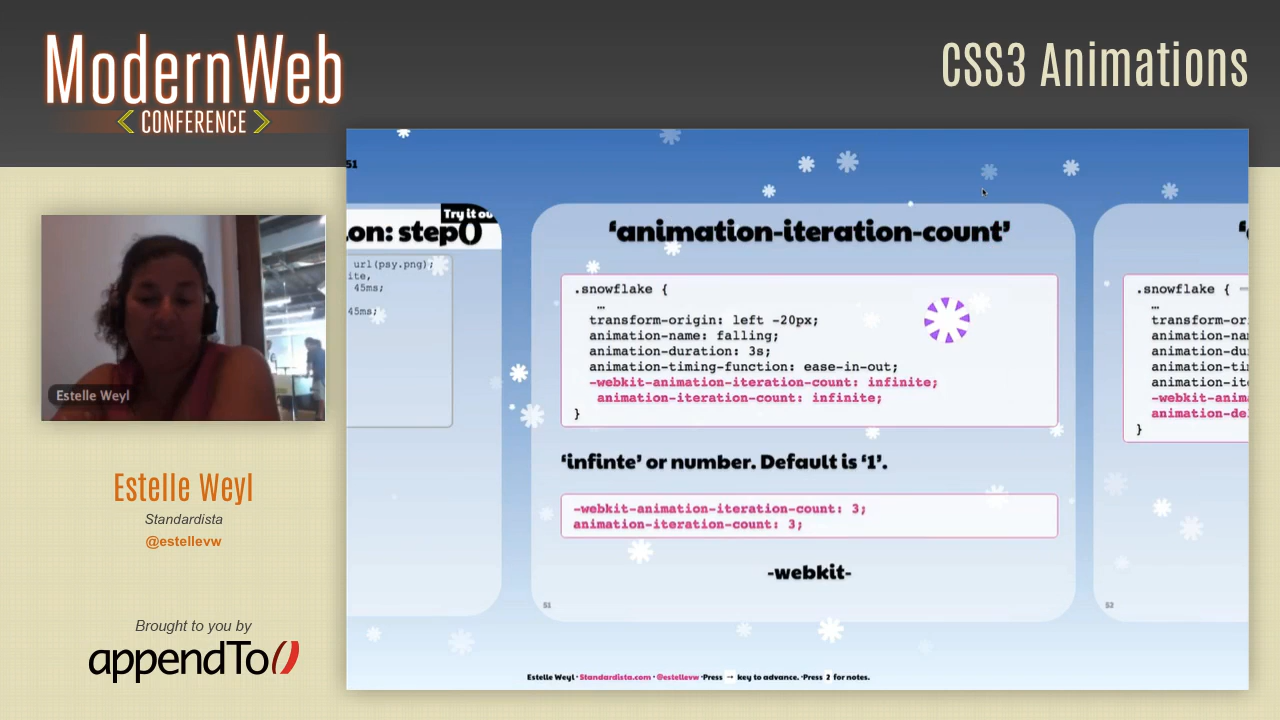 ModernWeb
CONFERENCE
CSS3 Animations
51
Try it ou
on: step()
url(psy.png);
ite,
45ms;
45ms;
‘animation-iteration-count’
.snowflake {
…
transform-origin: left -20px;
animation-name: falling;
animation-duration: 3s;
animation-timing-function: ease-in-out;
-webkit-animation-iteration-count: infinite;
animation-iteration-count: infinite;
}
‘infinte’ or number. Default is ‘1’.
-webkit-animation-iteration-count: 3;
animation-iteration-count: 3;
-webkit-
51
.snowflake {
…
transform-or
animation-na
animation-du
animation-ti
animation-ite
-webkit-anima
animation-de
}
52
Estelle Weyl · Standardista.com · @estellevw ·Press → key to advance. ·Press 2 for notes.
Estelle Weyl
Estelle Weyl
Standardista
@estellevw
Brought to you by
appendTo()